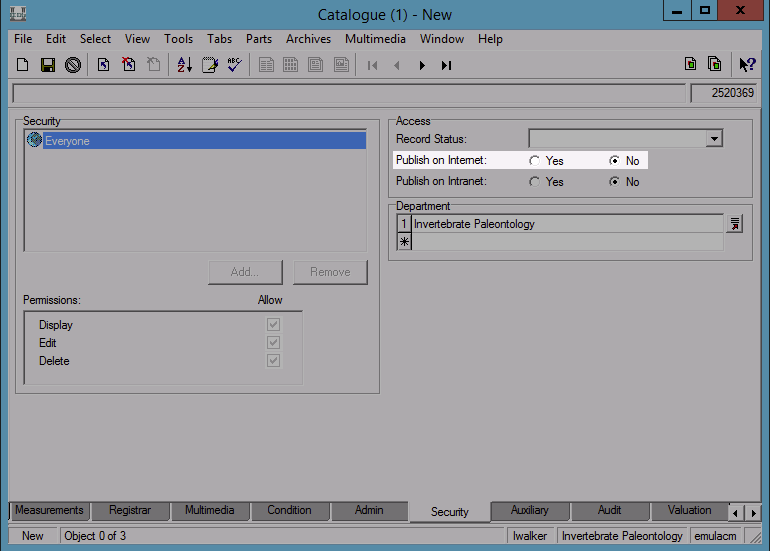 Catalogue (1) - New
File Edit Select View Tools Tabs Parts Archives Multimedia Window Help
2520369
Security
Everyone
Add...
Remove
Permissions:
Allow
Display
Edit
Delete
Access
Record Status:
Publish on Internet: Yes No
Publish on Intranet: Yes No
Department
1 Invertebrate Paleontology
Measurements Registrar Multimedia Condition Admin Security Auxiliary Audit Valuation
New Object 0 of 3 lwalker Invertebrate Paleontology emulacm